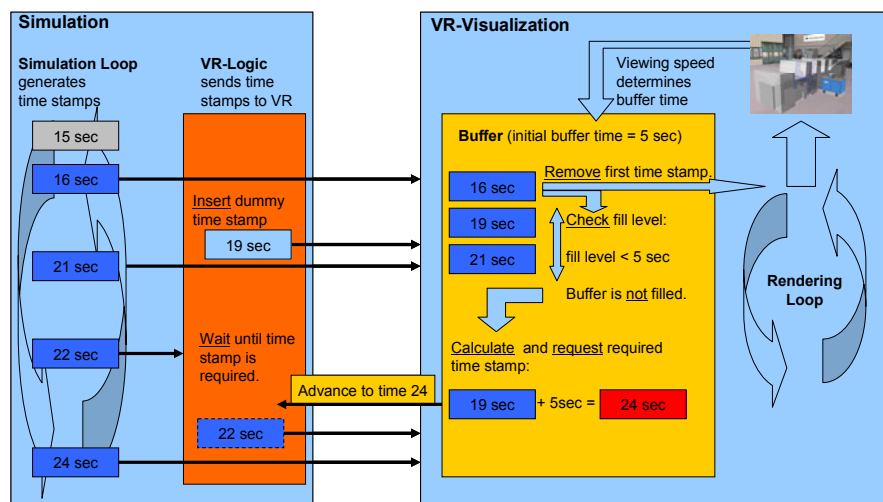 Simulation
Simulation Loop
generates
time stamps
15 sec
16 sec
21 sec
22 sec
24 sec
VR-Logic
sends time
stamps to VR
Insert dummy
time stamp
19 sec
Wait until time
stamp is
required.
Advance to time 24
22 sec
VR-Visualization
Viewing speed
determines
buffer time
Buffer (initial buffer time = 5 sec)
Remove first time stamp.
16 sec
19 sec
21 sec
Check fill level:
fill level < 5 sec
Buffer is not filled.
Calculate and request required
time stamp:
19 sec + 5sec = 24 sec
Rendering
Loop